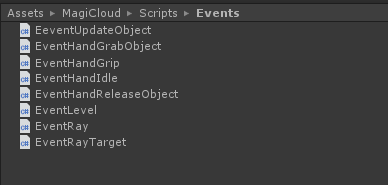 Assets ▸ MagiCloud ▸ Scripts ▸ Events
EeventUpdateObject
EventHandGrabObject
EventHandGrip
EventHandIdle
EventHandReleaseObject
EventLevel
EventRay
EventRayTarget